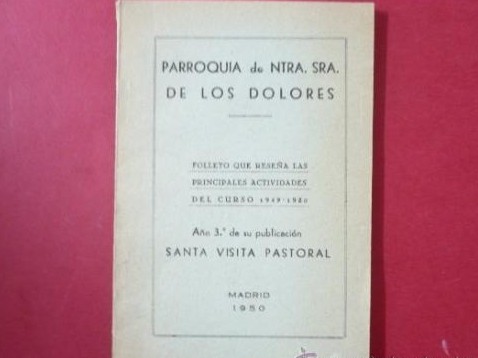 PARROQUIA de NTRA. SRA.
DE LOS DOLORES
FOLLETO QUE RESEÑA LAS
PRINCIPALES ACTIVIDADES
DEL CURSO 1949-1950
Año 3.º de su publicación
SANTA VISITA PASTORAL
MADRID
1950